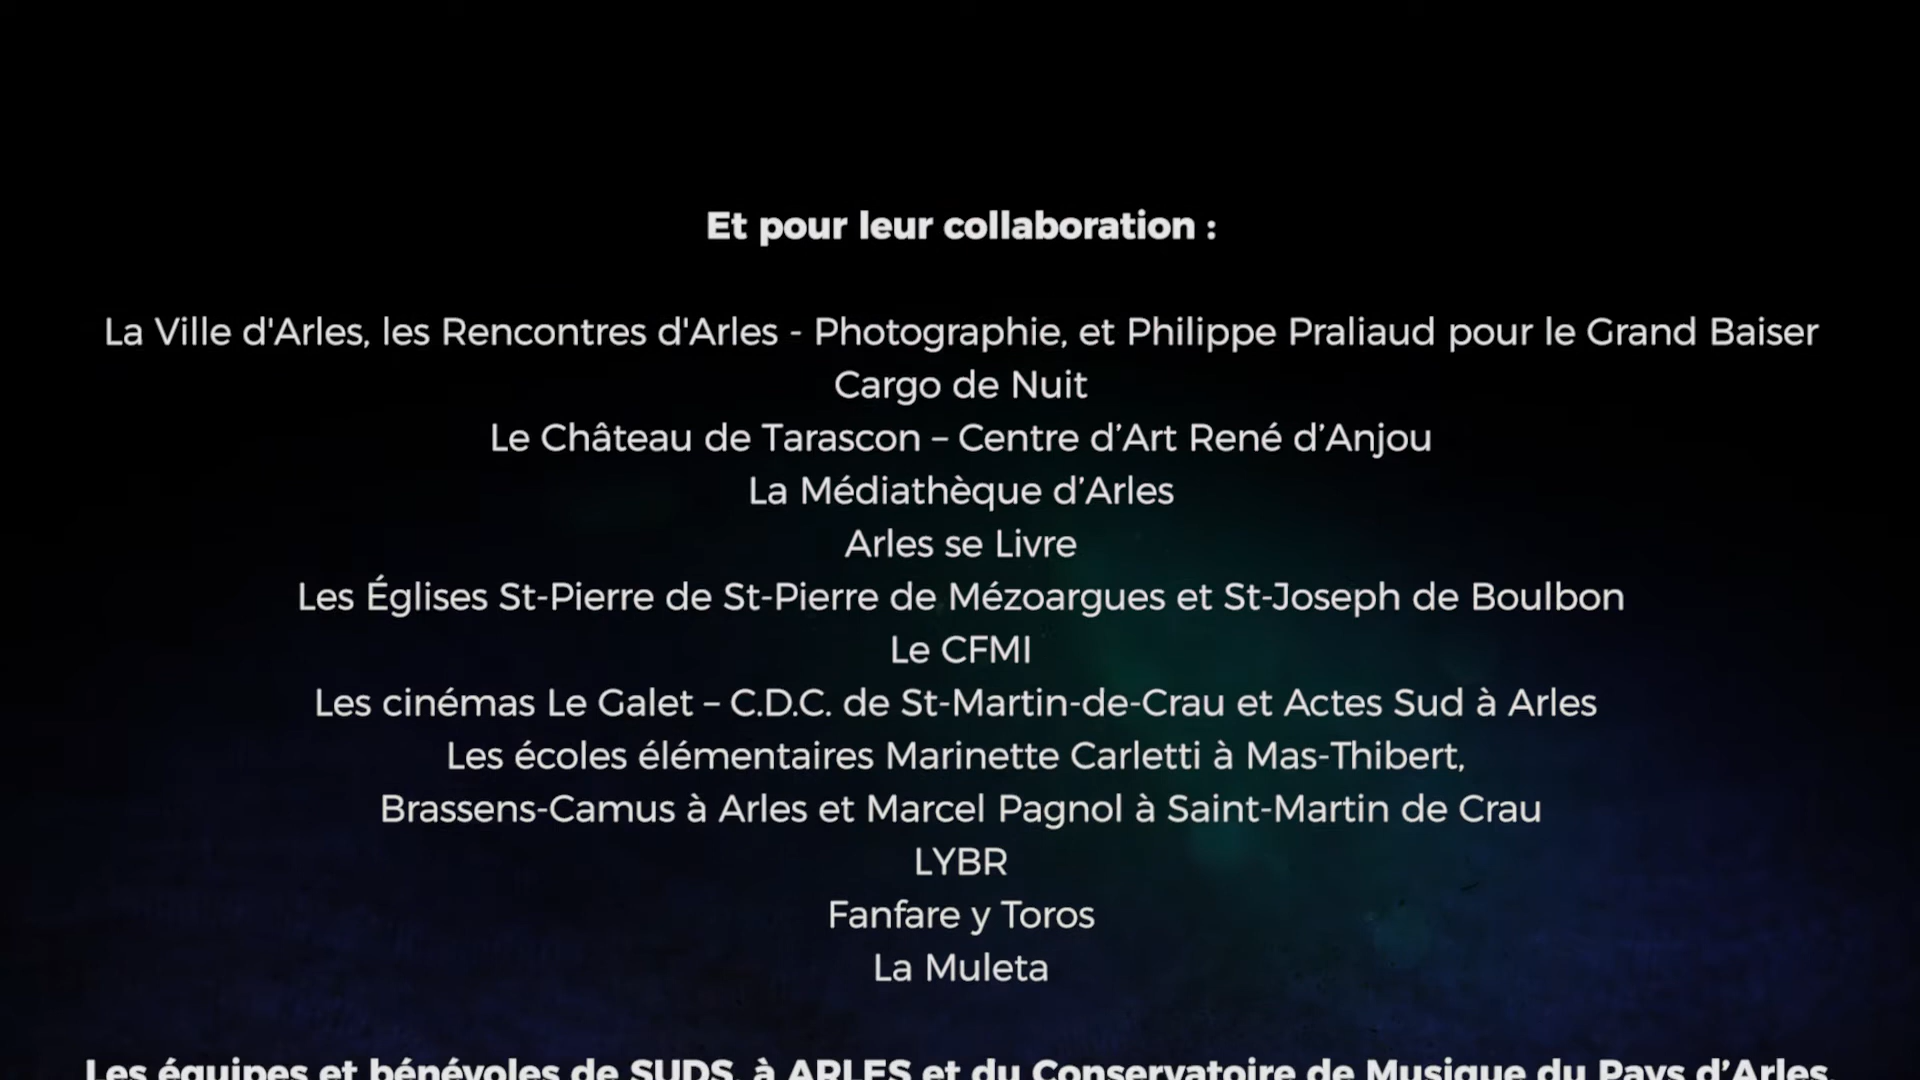 Et pour leur collaboration :
La Ville d'Arles, les Rencontres d'Arles - Photographie, et Philippe Praliaud pour le Grand Baiser
Cargo de Nuit
Le Château de Tarascon – Centre d’Art René d’Anjou
La Médiathèque d’Arles
Arles se Livre
Les Églises St-Pierre de St-Pierre de Mézoargues et St-Joseph de Boulbon
Le CFMI
Les cinémas Le Galet – C.D.C. de St-Martin-de-Crau et Actes Sud à Arles
Les écoles élémentaires Marinette Carletti à Mas-Thibert,
Brassens-Camus à Arles et Marcel Pagnol à Saint-Martin de Crau
LYBR
Fanfare y Toros
La Muleta
Les équipes et bénévoles de SUDS, à ARLES et du Conservatoire de Musique du Pays d’Arles